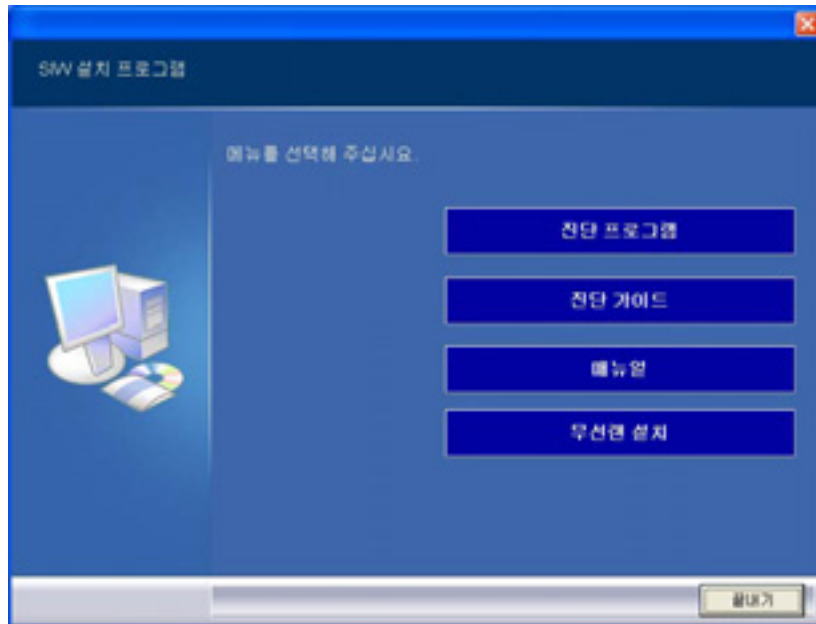 S/W 설치 프로그램
메뉴를 선택해 주십시요.
진단 프로그램
진단 가이드
매뉴얼
무선랜 설치
끝내기